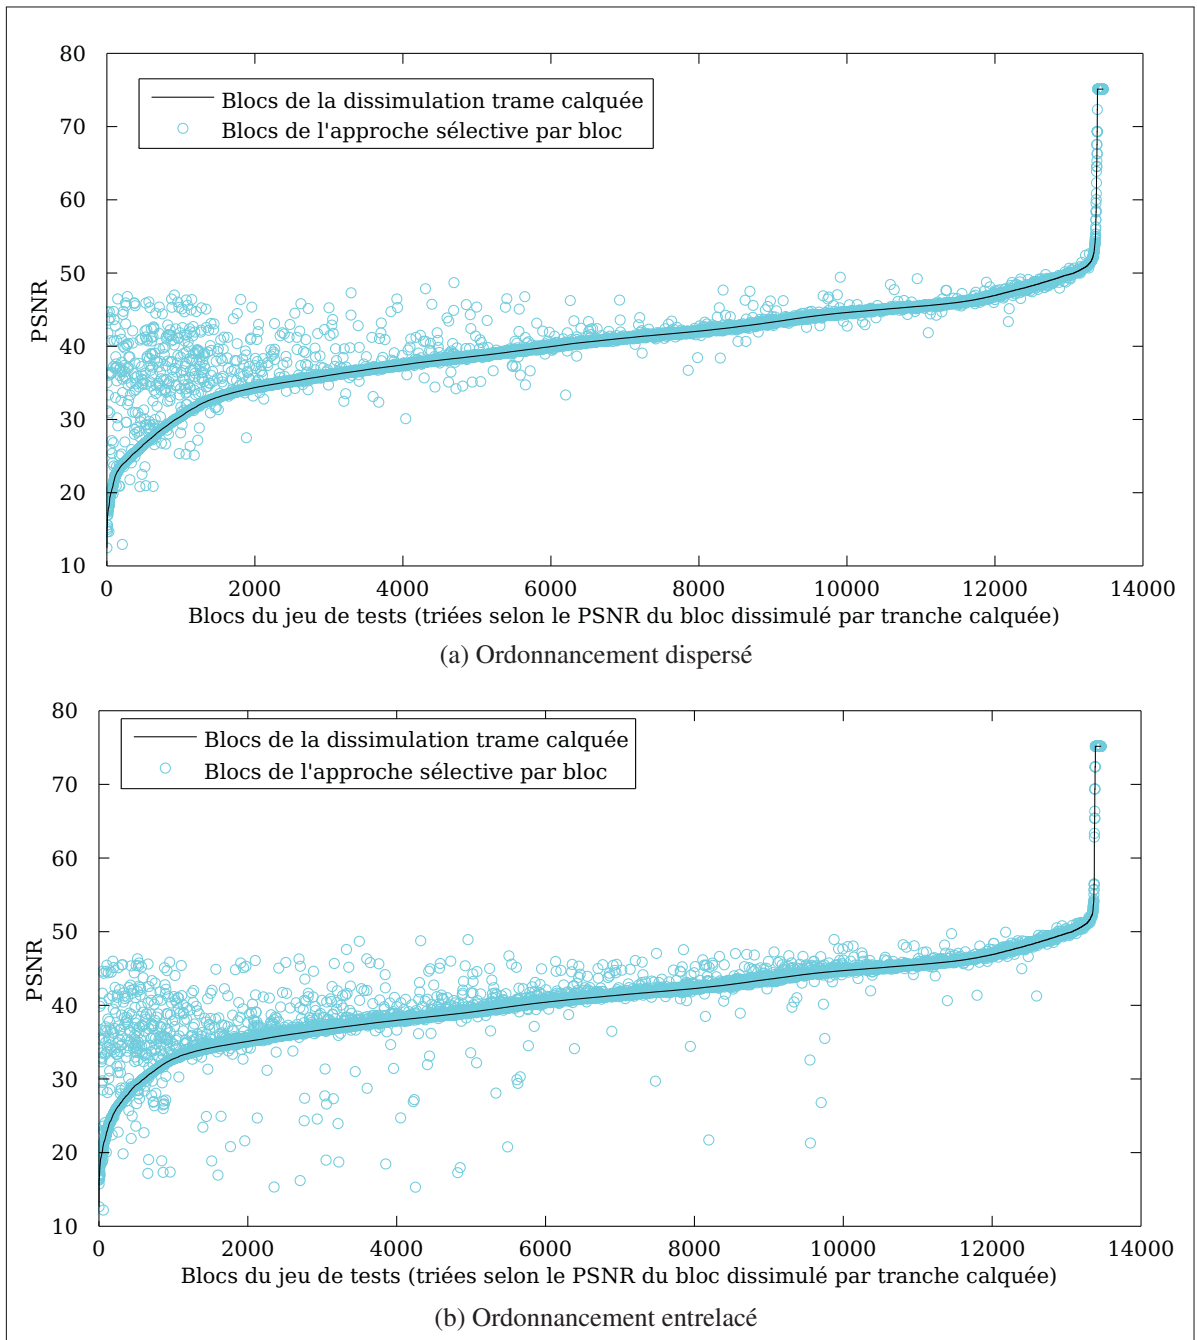 80
70
60
50
40
30
20
10
PSNR
Blocs de la dissimulation trame calquée
Blocs de l'approche sélective par bloc
0 2000 4000 6000 8000 10000 12000 14000
Blocs du jeu de tests (triées selon le PSNR du bloc dissimulé par tranche calquée)
(a) Ordonnancement dispersé
80
70
60
50
40
30
20
10
PSNR
Blocs de la dissimulation trame calquée
Blocs de l'approche sélective par bloc
0 2000 4000 6000 8000 10000 12000 14000
Blocs du jeu de tests (triées selon le PSNR du bloc dissimulé par tranche calquée)
(b) Ordonnancement entrelacé